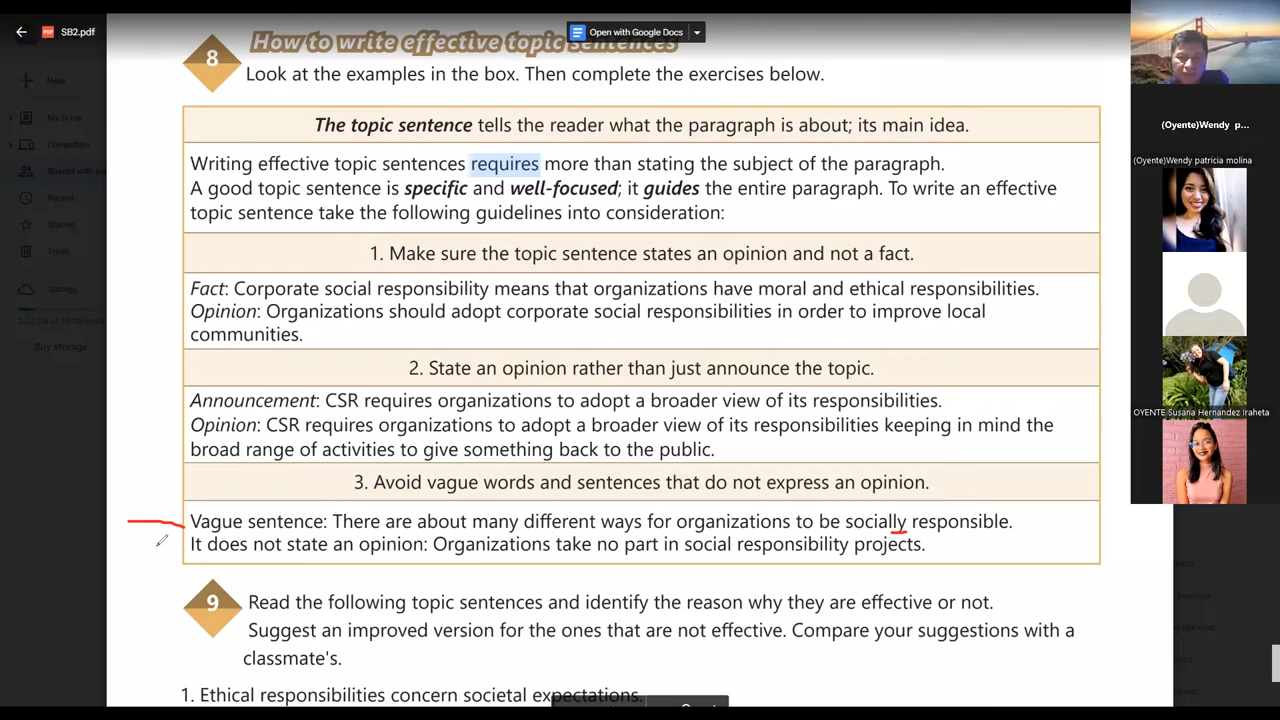 SB2.pdf
Open with Google Docs
How to write effective topic sentences
8
Look at the examples in the box. Then complete the exercises below.
The topic sentence tells the reader what the paragraph is about; its main idea.
Writing effective topic sentences requires more than stating the subject of the paragraph.
A good topic sentence is specific and well-focused; it guides the entire paragraph. To write an effective
topic sentence take the following guidelines into consideration:
1. Make sure the topic sentence states an opinion and not a fact.
Fact: Corporate social responsibility means that organizations have moral and ethical responsibilities.
Opinion: Organizations should adopt corporate social responsibilities in order to improve local
communities.
2. State an opinion rather than just announce the topic.
Announcement: CSR requires organizations to adopt a broader view of its responsibilities.
Opinion: CSR requires organizations to adopt a broader view of its responsibilities keeping in mind the
broad range of activities to give something back to the public.
3. Avoid vague words and sentences that do not express an opinion.
Vague sentence: There are about many different ways for organizations to be socially responsible.
It does not state an opinion: Organizations take no part in social responsibility projects.
9
Read the following topic sentences and identify the reason why they are effective or not.
Suggest an improved version for the ones that are not effective. Compare your suggestions with a
classmate's.
1. Ethical responsibilities concern societal expectations.
New
My Drive
Computers
Shared with
Recent
Starred
Trash
Storage
Buy storage
(Oyente)Wendy p...
(Oyente)Wendy patricia molina
OYENTE Susana Hernandez Iraheta